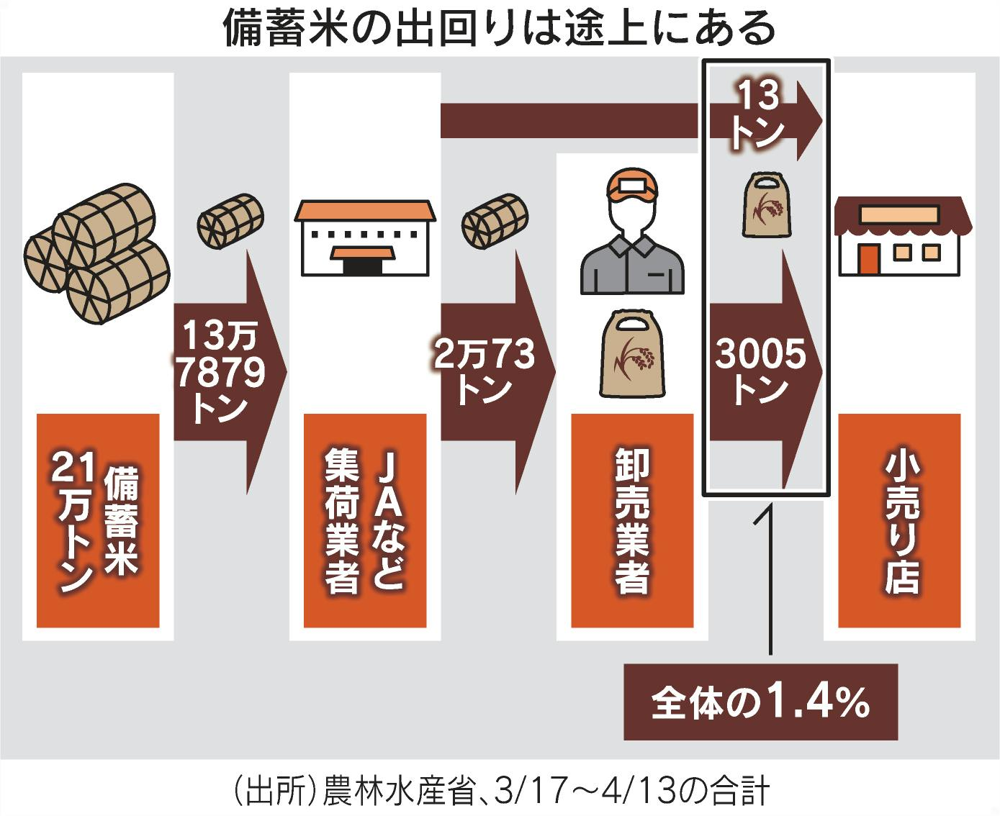 備蓄米の出回りは途上にある
13
トン
13万
7879
トン
2万73
トン
3005
トン
備蓄米
21万トン
JAなど
集荷業者
卸売業者
小売り店
全体の1.4%
(出所)農林水産省、3/17～4/13の合計